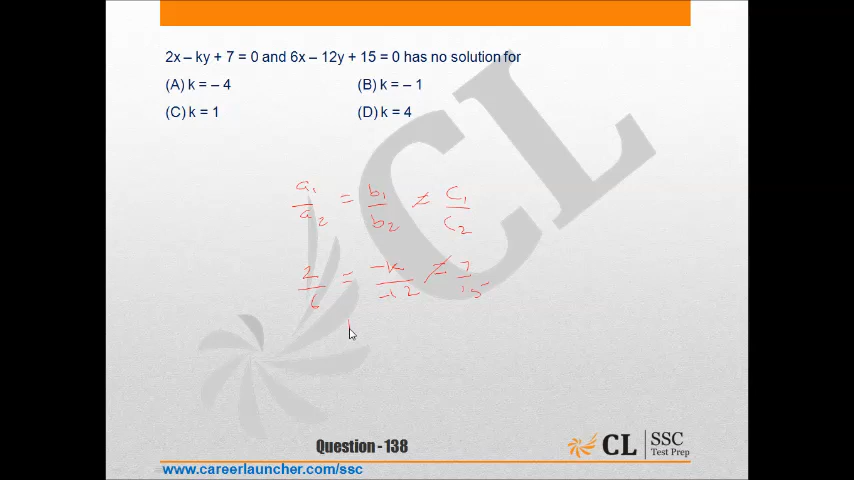 2x – ky + 7 = 0 and 6x – 12y + 15 = 0 has no solution for
(A) k = – 4 (B) k = – 1
(C) k = 1 (D) k = 4
a₁/a₂ = b₁/b₂ ≠ c₁/c₂
2/6 = -k/-12 ≠ 7/15
CL
Question - 138
CL SSC Test Prep
www.careerlauncher.com/ssc